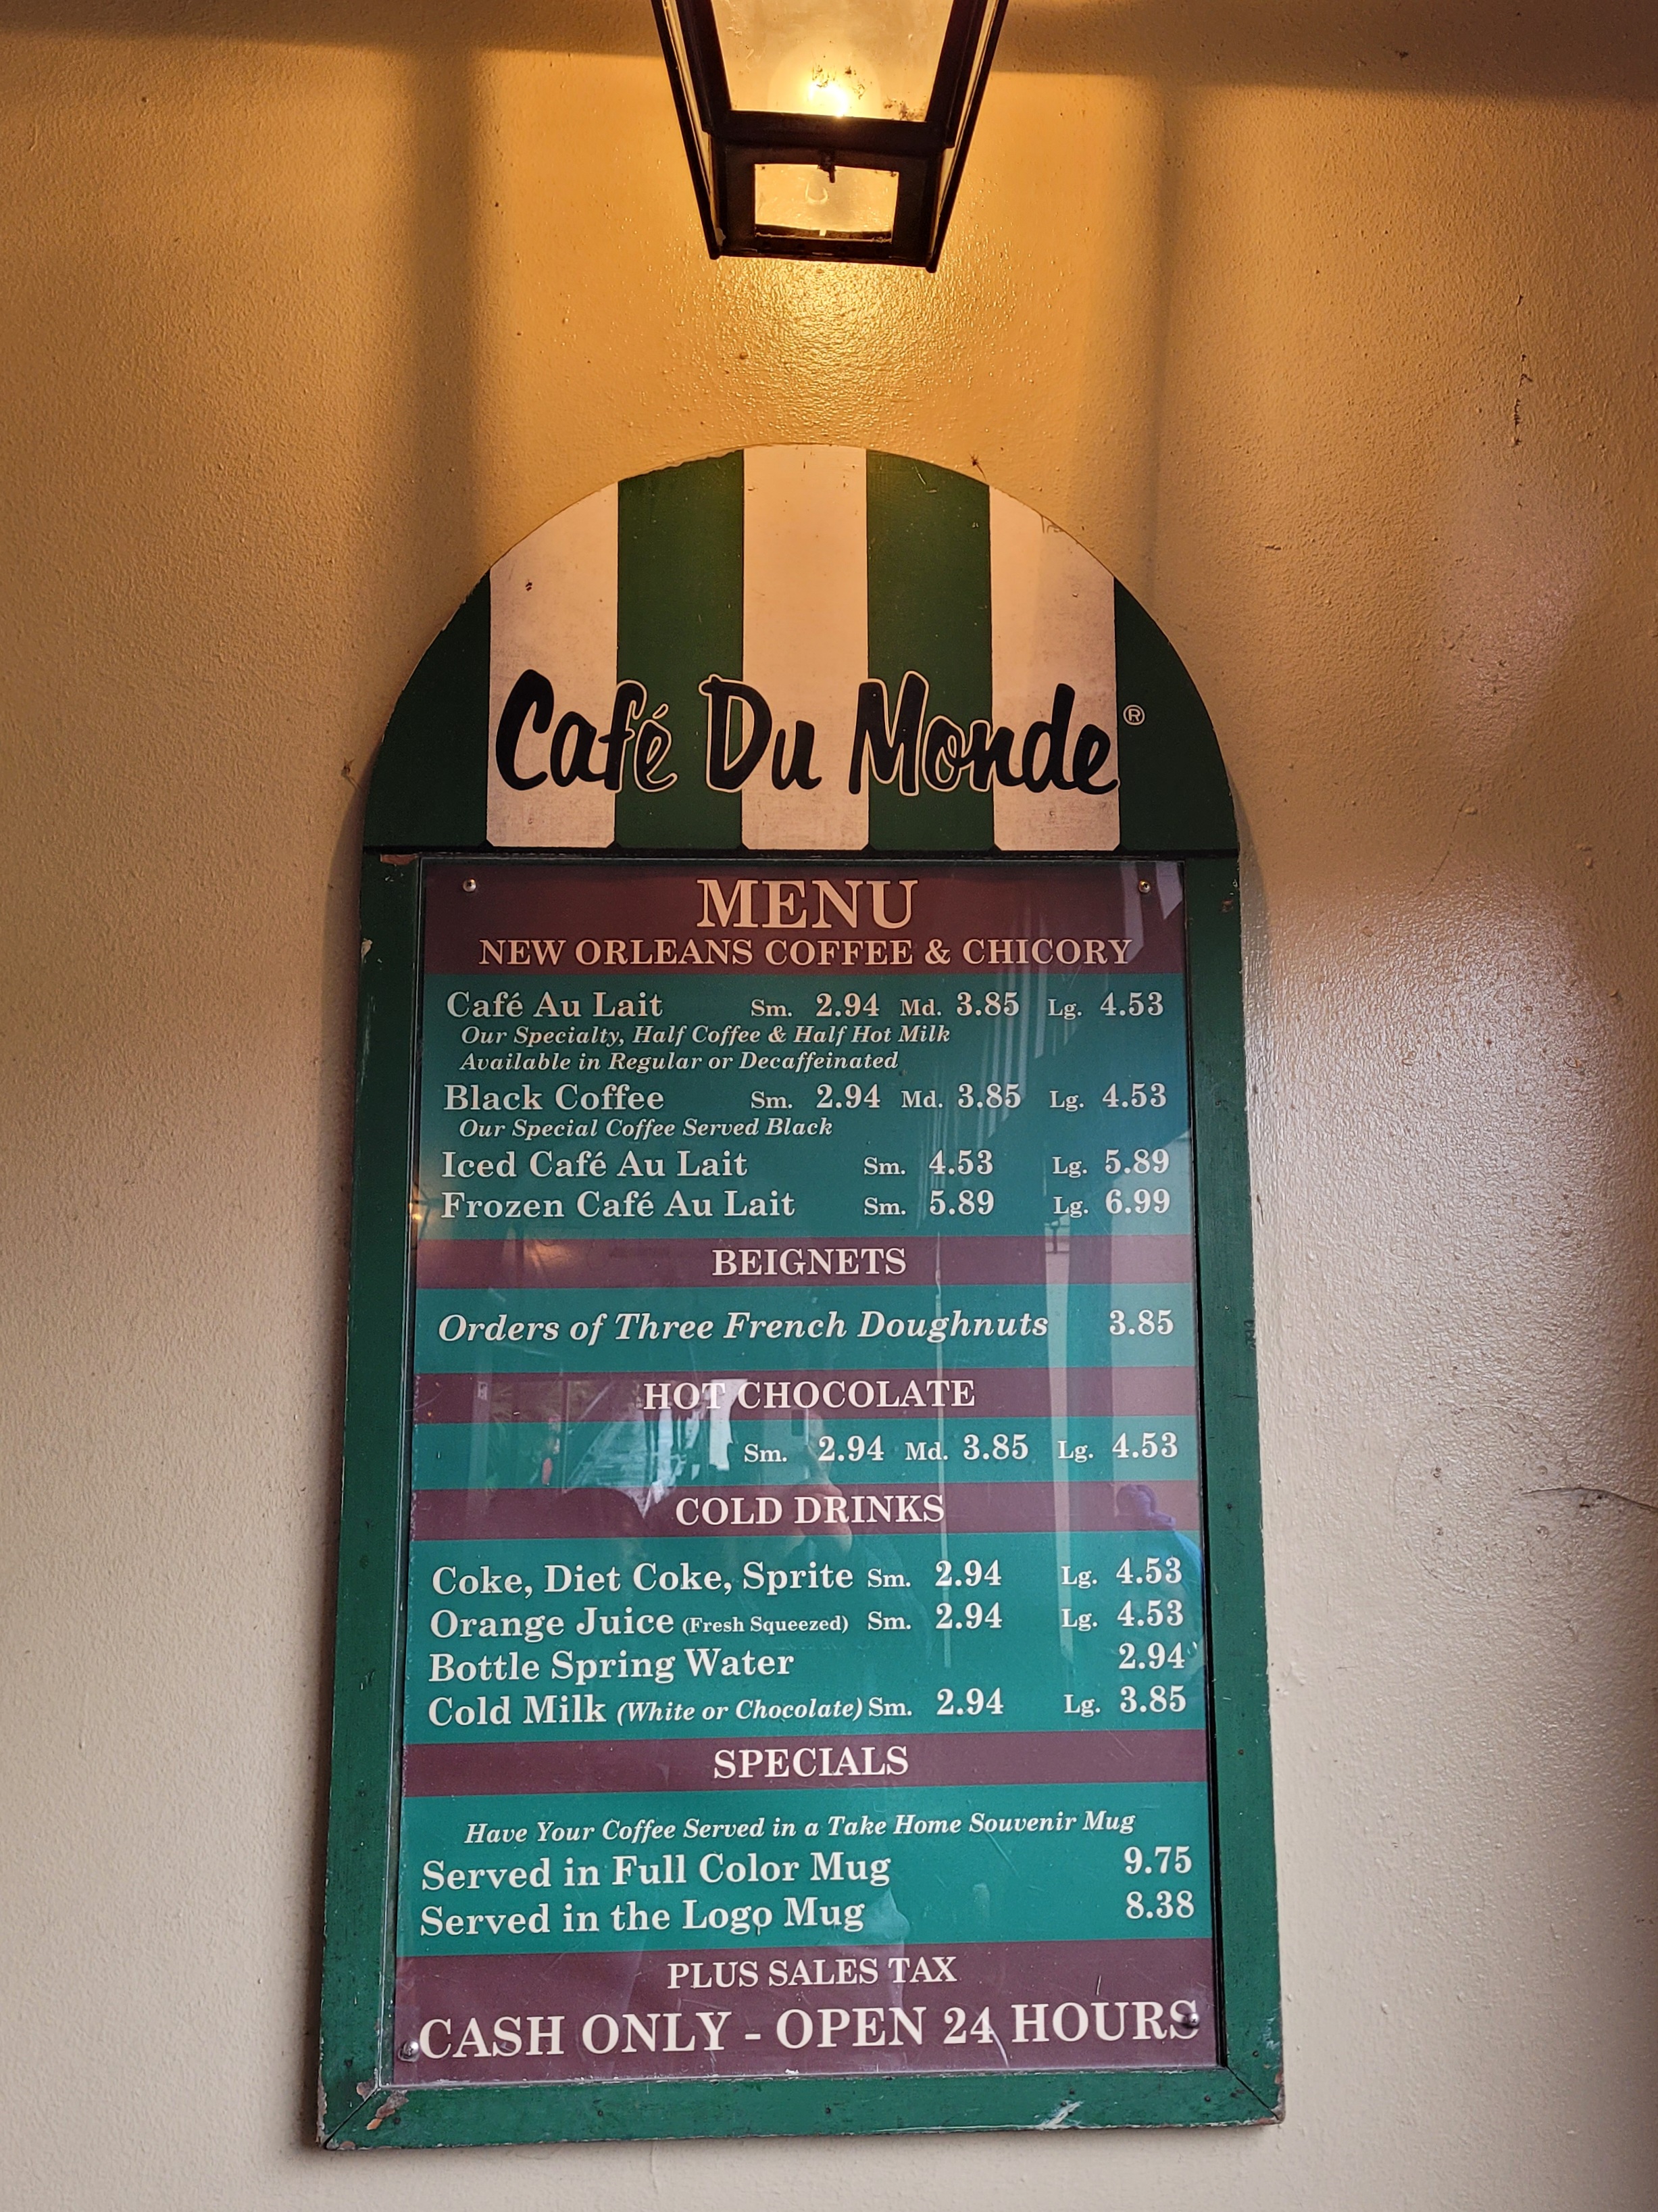 Café Du Monde®
MENU
NEW ORLEANS COFFEE & CHICORY
Café Au Lait Sm. 2.94 Md. 3.85 Lg. 4.53
Our Specialty, Half Coffee & Half Hot Milk
Available in Regular or Decaffeinated
Black Coffee Sm. 2.94 Md. 3.85 Lg. 4.53
Our Special Coffee Served Black
Iced Café Au Lait Sm. 4.53 Lg. 5.89
Frozen Café Au Lait Sm. 5.89 Lg. 6.99
BEIGNETS
Orders of Three French Doughnuts 3.85
HOT CHOCOLATE
Sm. 2.94 Md. 3.85 Lg. 4.53
COLD DRINKS
Coke, Diet Coke, Sprite Sm. 2.94 Lg. 4.53
Orange Juice (Fresh Squeezed) Sm. 2.94 Lg. 4.53
Bottle Spring Water 2.94
Cold Milk (White or Chocolate) Sm. 2.94 Lg. 3.85
SPECIALS
Have Your Coffee Served in a Take Home Souvenir Mug
Served in Full Color Mug 9.75
Served in the Logo Mug 8.38
PLUS SALES TAX
CASH ONLY - OPEN 24 HOURS